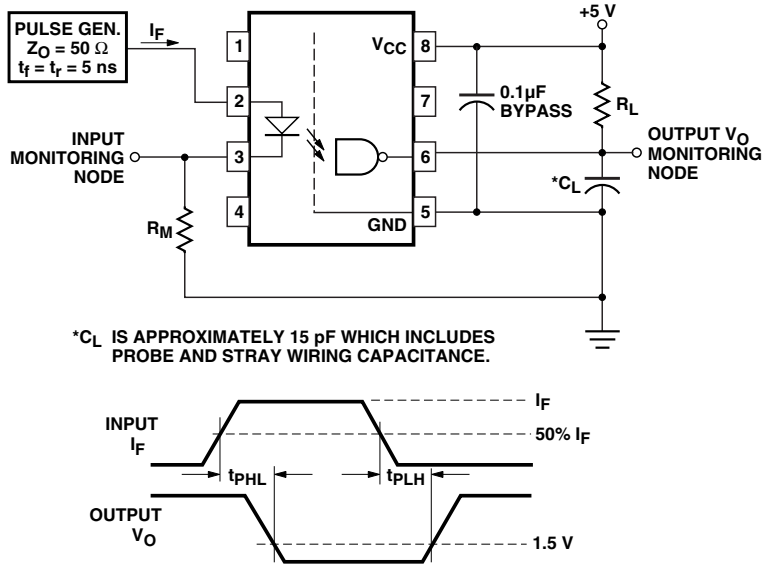 PULSE GEN.
Z_O = 50 Ω
t_f = t_r = 5 ns
I_F
+5 V
1
V_CC
8
2
7
0.1µF
BYPASS
R_L
INPUT
MONITORING
NODE
3
6
OUTPUT V_O
MONITORING
NODE
*C_L
4
GND
5
R_M
*C_L IS APPROXIMATELY 15 pF WHICH INCLUDES
PROBE AND STRAY WIRING CAPACITANCE.
INPUT
I_F
I_F
50% I_F
t_PHL
t_PLH
OUTPUT
V_O
1.5 V